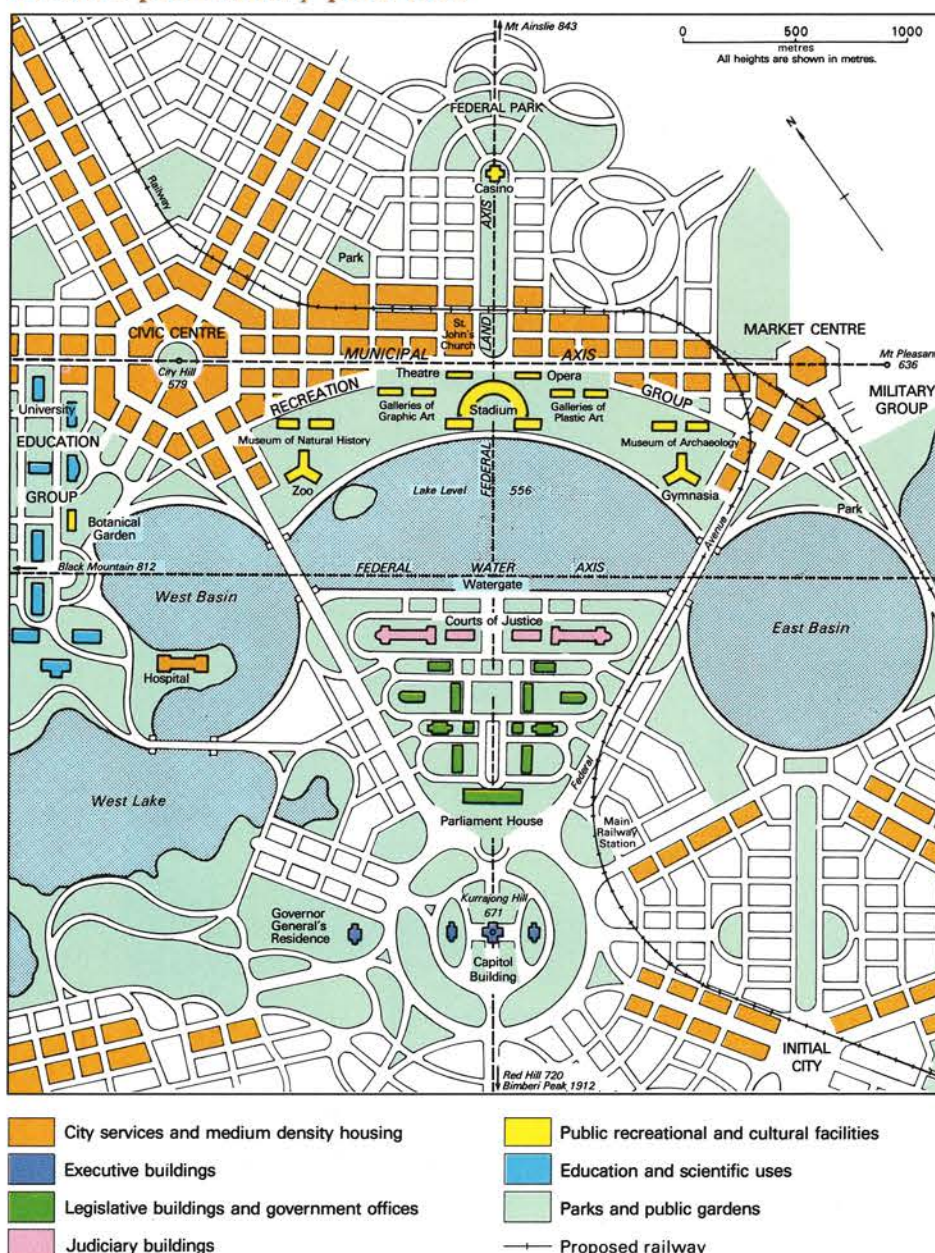 Mt Ainslie 843
0 500 1000
metres
All heights are shown in metres.
N
FEDERAL PARK
Casino
LAND AXIS
Railway
Park
CIVIC CENTRE
City Hill
579
St.
John's
Church
MUNICIPAL AXIS
MARKET CENTRE
Mt Pleasant
636
MILITARY
GROUP
RECREATION GROUP
Theatre
Opera
Galleries of
Graphic Art
Stadium
Galleries of
Plastic Art
Museum of Natural History
Museum of Archaeology
Zoo
Gymnasia
University
EDUCATION
GROUP
Botanical
Garden
Lake Level 556
FEDERAL
Avenue
Park
Black Mountain 812
FEDERAL WATER AXIS
Watergate
West Basin
East Basin
Courts of Justice
Hospital
West Lake
Federal
Parliament House
Main
Railway
Station
Kurrajong Hill
671
Governor
General's
Residence
Capitol
Building
INITIAL
CITY
Red Hill 720
Bimberi Peak 1912
City services and medium density housing
Executive buildings
Legislative buildings and government offices
Judiciary buildings
Public recreational and cultural facilities
Education and scientific uses
Parks and public gardens
Proposed railway